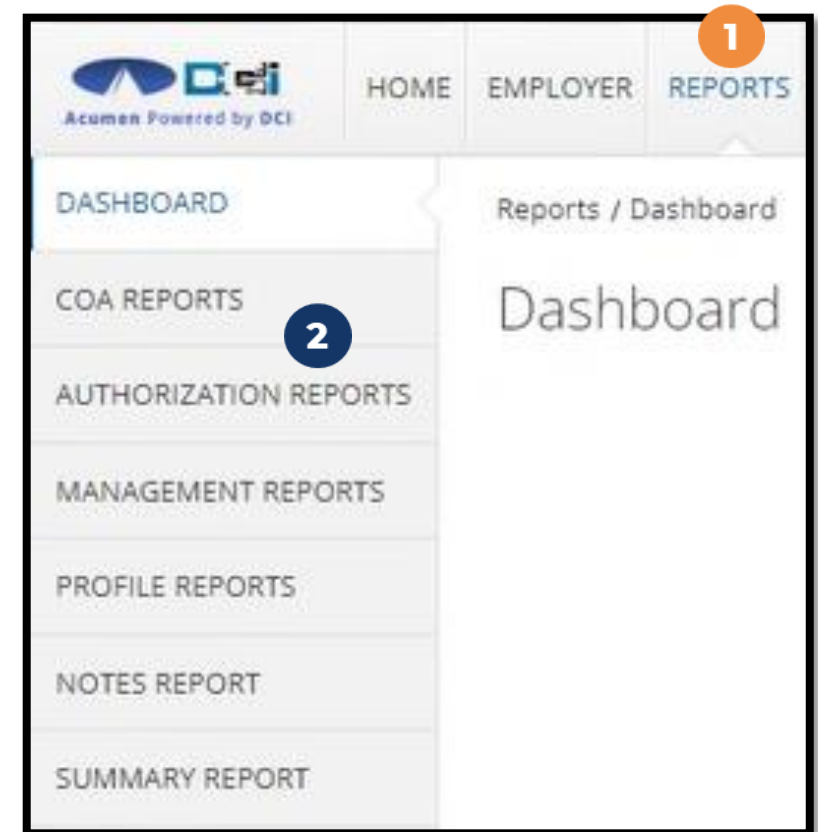 1
DCi
Acumen Powered by DCI
HOME EMPLOYER REPORTS
DASHBOARD
Reports / Dashboard
Dashboard
COA REPORTS
2
AUTHORIZATION REPORTS
MANAGEMENT REPORTS
PROFILE REPORTS
NOTES REPORT
SUMMARY REPORT